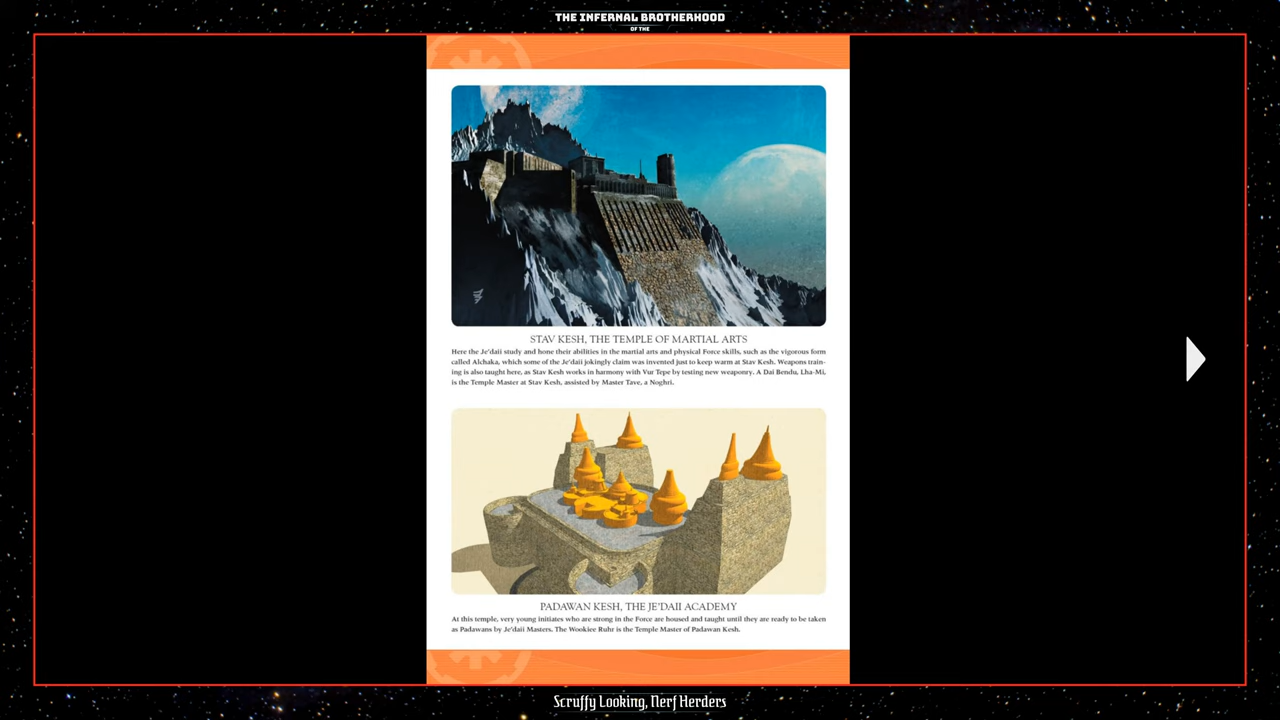 THE INFERNAL BROTHERHOOD
OF THE
STAV KESH, THE TEMPLE OF MARTIAL ARTS
Here the Je'daii study and hone their abilities in the martial arts and physical Force skills, such as the vigorous form
called Alchaka, which some of the Je'daii jokingly claim was invented just to keep warm at Stav Kesh. Weapons train-
ing is also taught here, as Stav Kesh works in harmony with Vur Tepe by testing new weaponry. A Dai Bendu, Lha-Mi,
is the Temple Master at Stav Kesh, assisted by Master Tave, a Noghri.
PADAWAN KESH, THE JE'DAII ACADEMY
At this temple, very young initiates who are strong in the Force are housed and taught until they are ready to be taken
as Padawans by Je'daii Masters. The Wookiee Ruhr is the Temple Master of Padawan Kesh.
Scruffy Looking, Nerf Herders